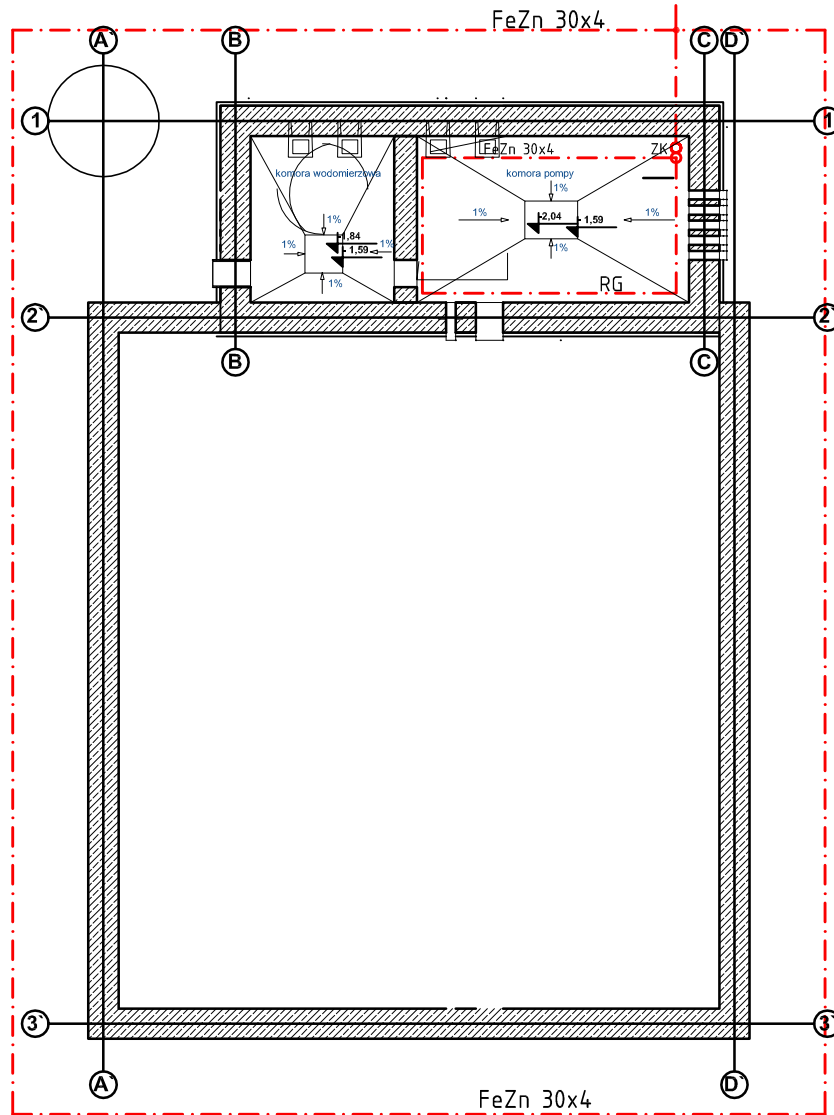 FeZn 30x4
A` B C D`
1 1`
FeZn 30x4 ZK
komora wodomierzowa komora pompy
1%
1% 1% 1%
-2,04 -1,59
-1,84
1% 1% -1,59 1%
1%
1%
RG
2` 2`
B C
3` 3`
A` D`
FeZn 30x4